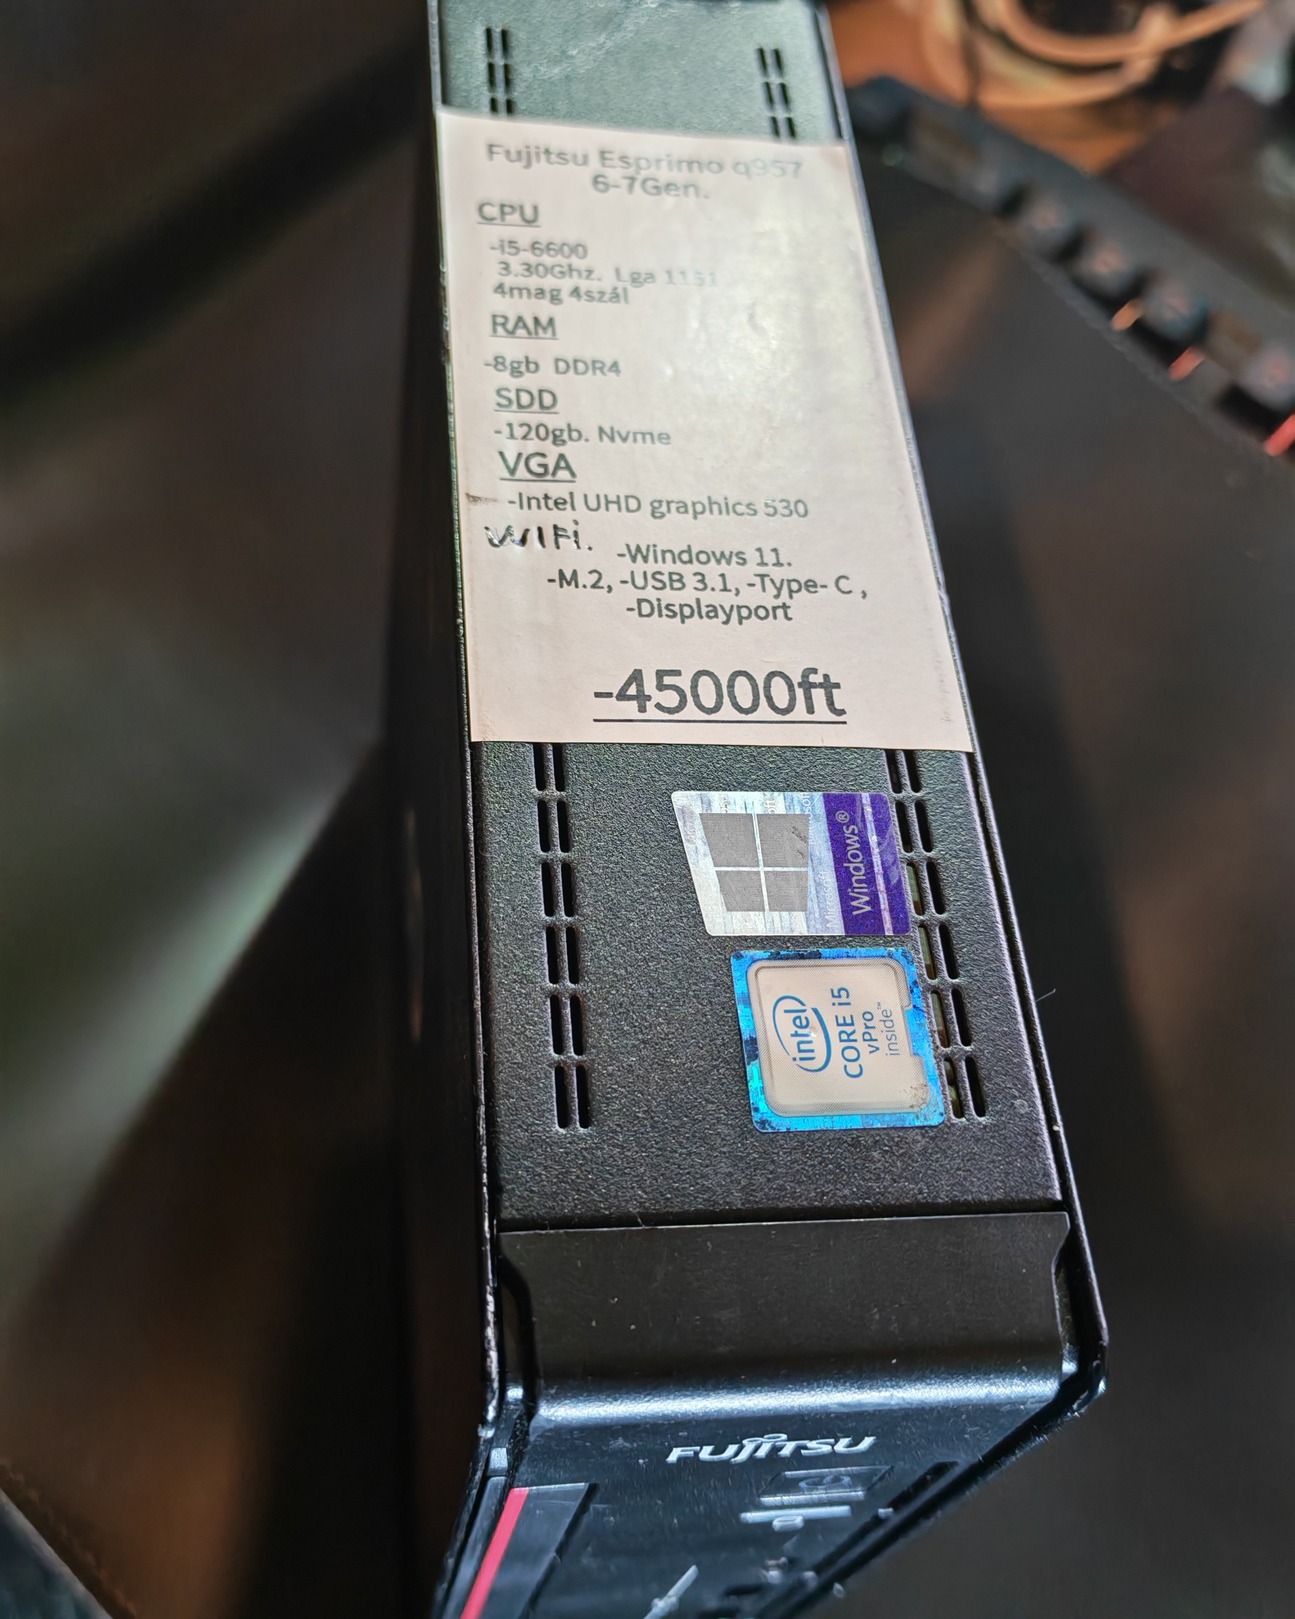 Fujitsu Esprimo q957
6-7Gen.
CPU
-i5-6600
3.30Ghz. Lga 1151
4mag 4szál
RAM
-8gb DDR4
SDD
-120gb. Nvme
VGA
-Intel UHD graphics 530
WIFi.
-Windows 11.
-M.2, -USB 3.1, -Type- C ,
-Displayport
-45000ft
Windows®
intel
CORE i5
vPro
inside™
FUJITSU